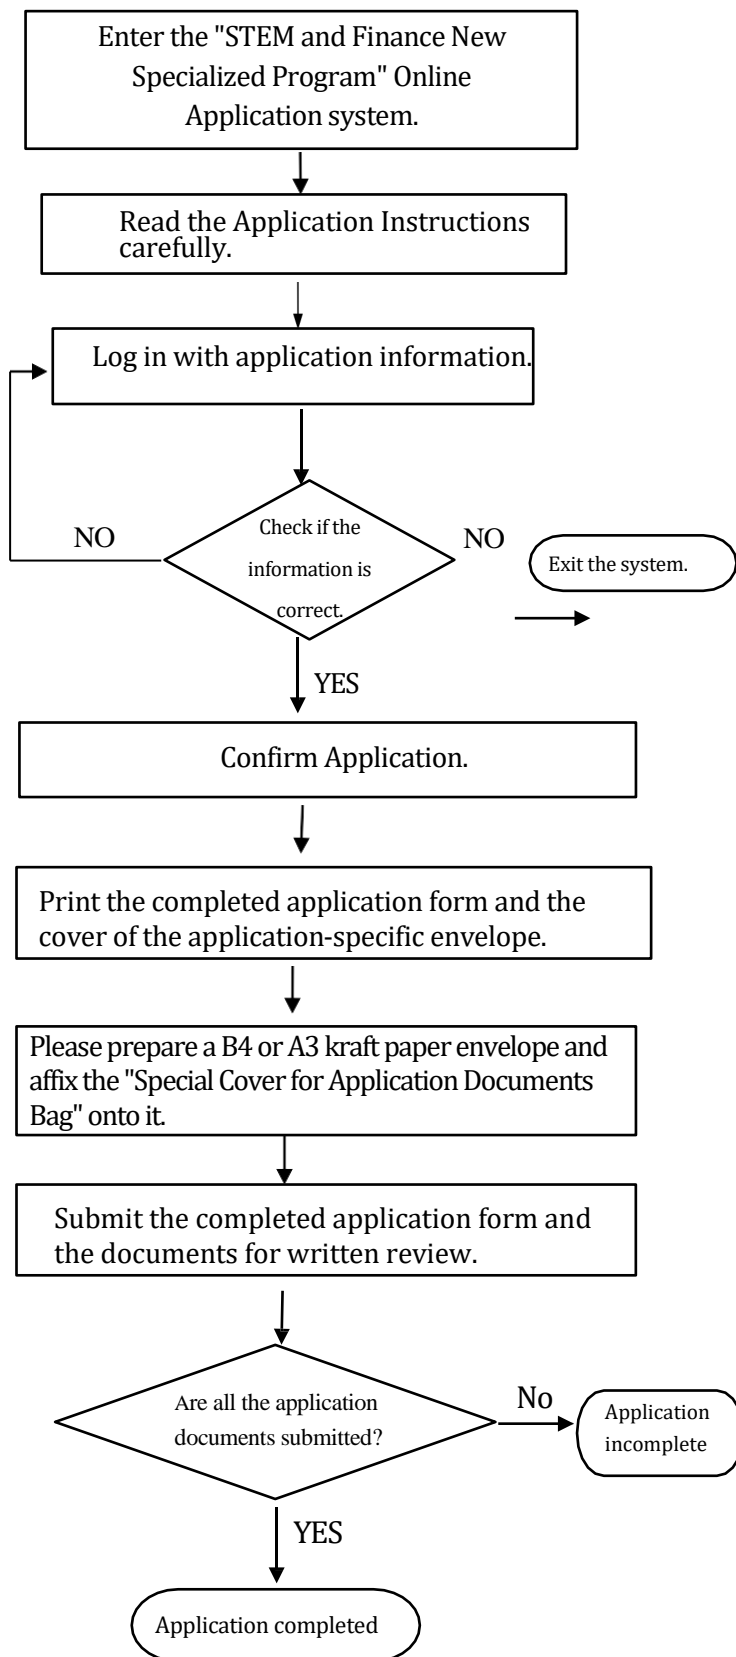 Enter the "STEM and Finance New
Specialized Program" Online
Application system.
Read the Application Instructions
carefully.
Log in with application information.
NO
Check if the
information is
correct.
NO
Exit the system.
YES
Confirm Application.
Print the completed application form and the
cover of the application-specific envelope.
Please prepare a B4 or A3 kraft paper envelope and
affix the "Special Cover for Application Documents
Bag" onto it.
Submit the completed application form and
the documents for written review.
Are all the application
documents submitted?
No
Application
incomplete
YES
Application completed